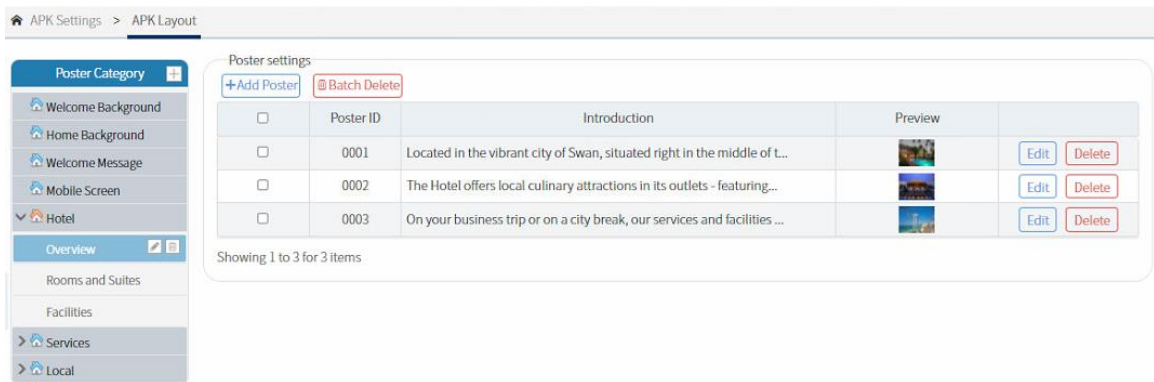 APK Settings > APK Layout
Poster Category
Welcome Background
Home Background
Welcome Message
Mobile Screen
Hotel
Overview
Rooms and Suites
Facilities
Services
Local
Poster settings
+Add Poster Batch Delete
Poster ID Introduction Preview
0001 Located in the vibrant city of Swan, situated right in the middle of t... Edit Delete
0002 The Hotel offers local culinary attractions in its outlets - featuring... Edit Delete
0003 On your business trip or on a city break, our services and facilities ... Edit Delete
Showing 1 to 3 for 3 items